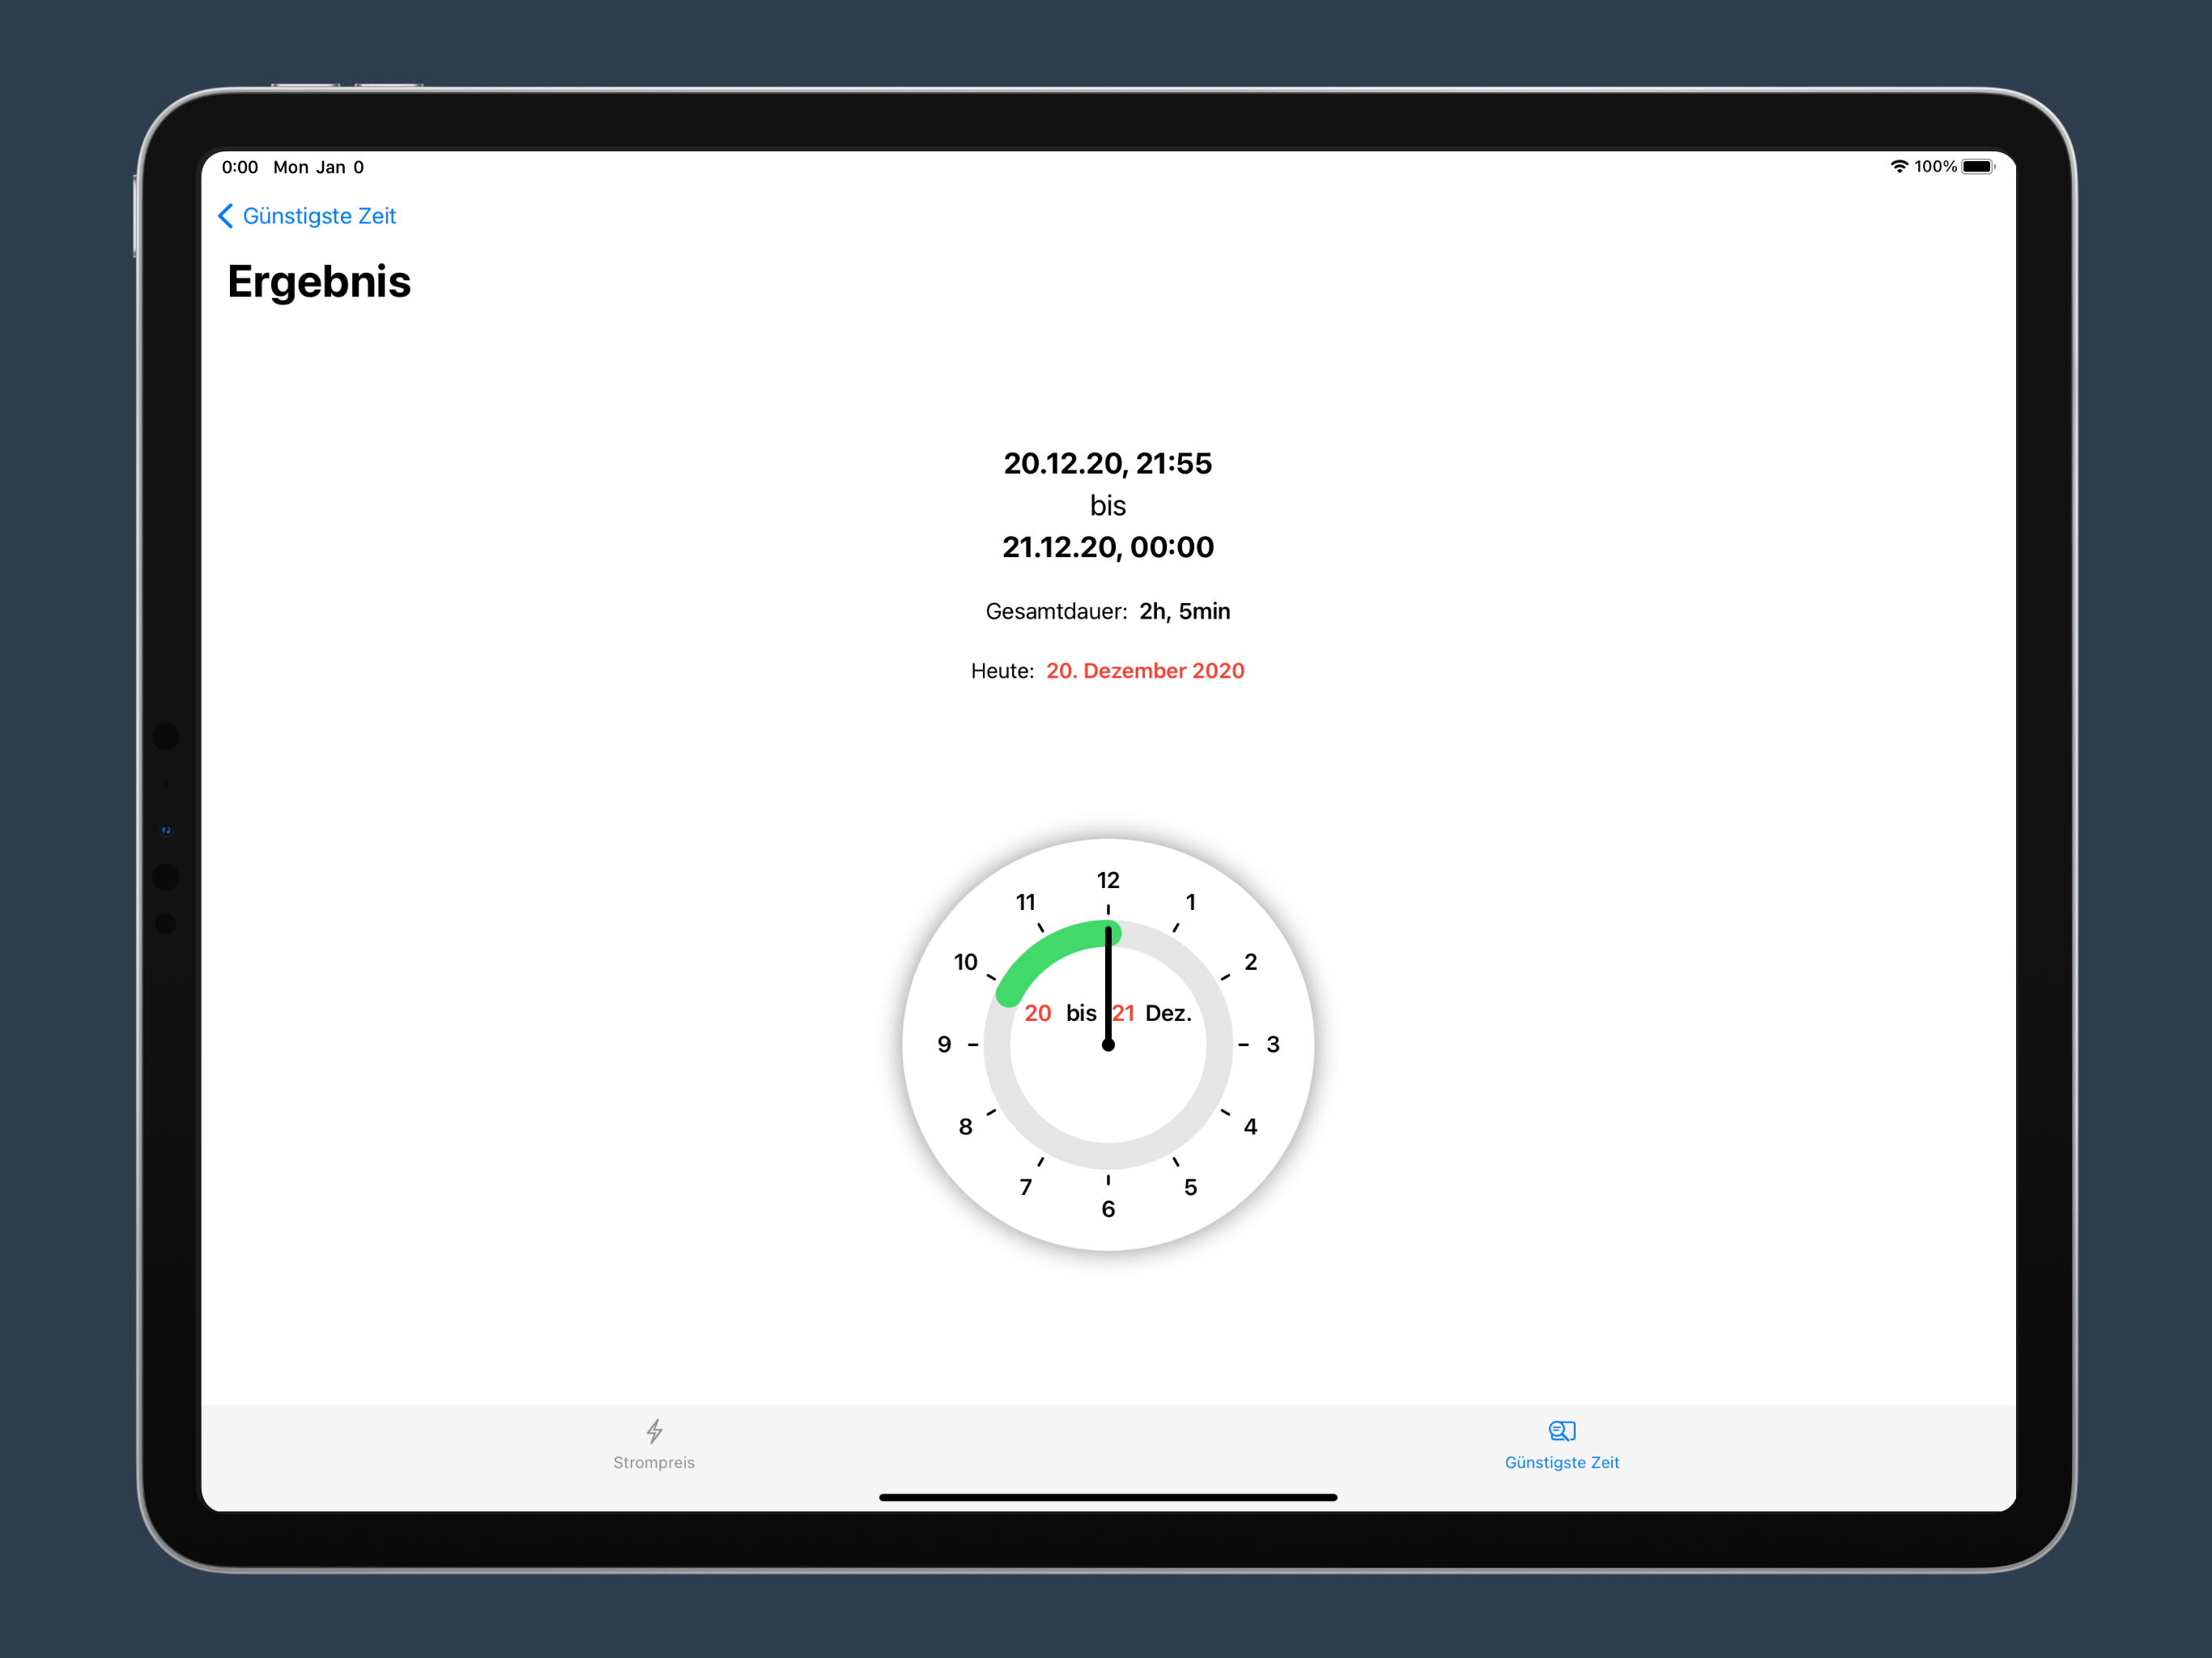 0:00 Mon Jan 0
100%
Günstigste Zeit
Ergebnis
20.12.20, 21:55
bis
21.12.20, 00:00
Gesamtdauer: 2h, 5min
Heute: 20. Dezember 2020
12
11
1
10
2
20 bis 21 Dez.
9
3
8
4
7
5
6
Strompreis
Günstigste Zeit